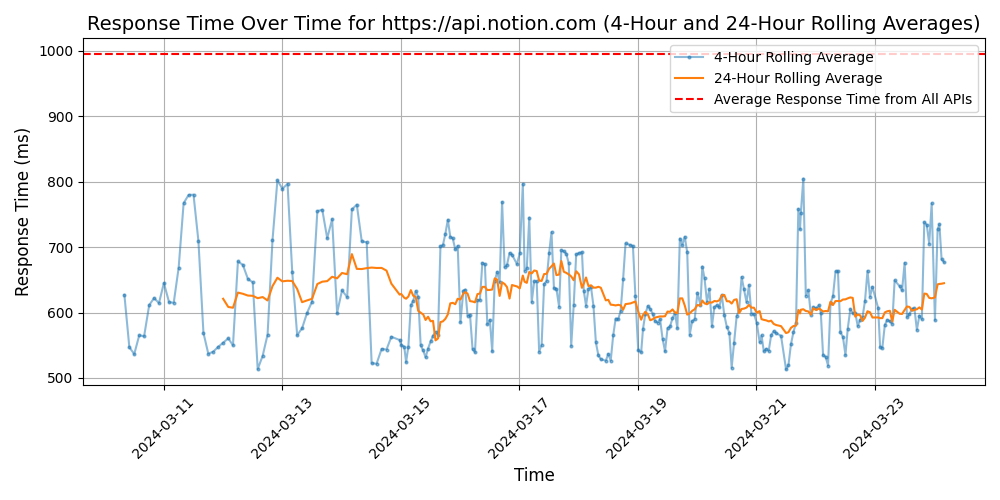 Response Time Over Time for https://api.notion.com (4-Hour and 24-Hour Rolling Averages)
4-Hour Rolling Average
24-Hour Rolling Average
Average Response Time from All APIs
Response Time (ms)
1000
900
800
700
600
500
2024-03-11
2024-03-13
2024-03-15
2024-03-17
2024-03-19
2024-03-21
2024-03-23
Time